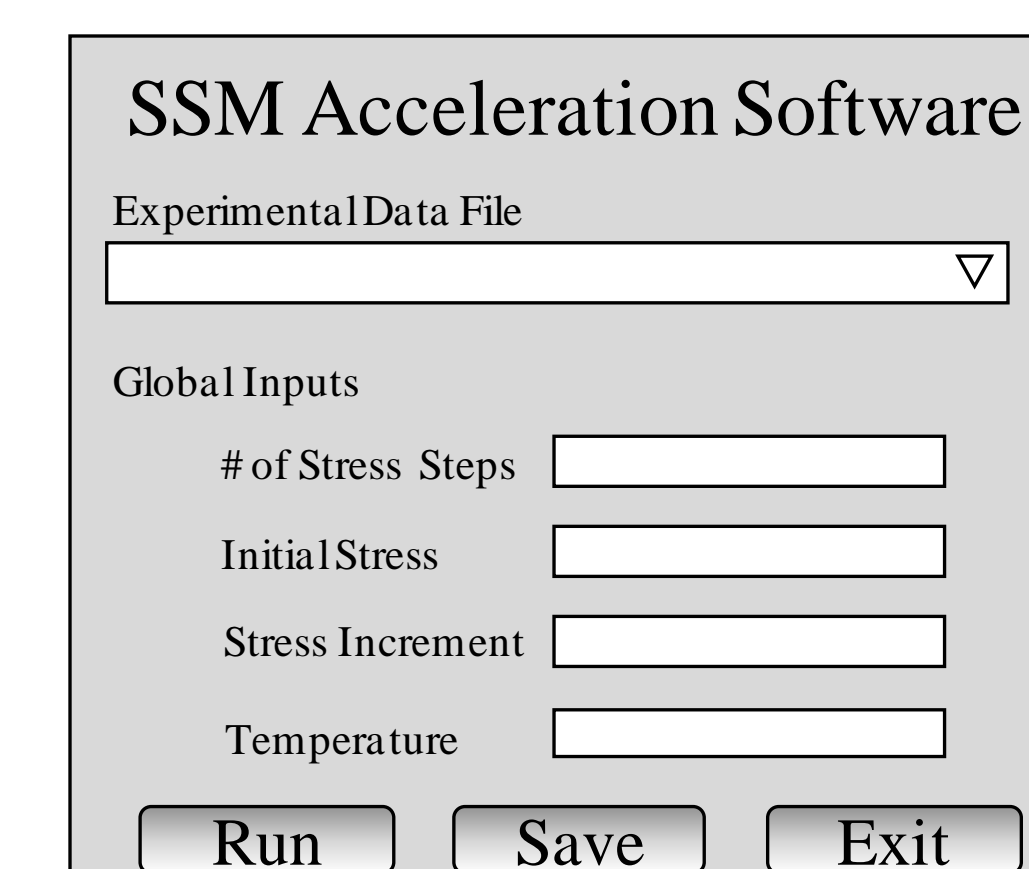 SSM Acceleration Software
Experimental Data File
Global Inputs
# of Stress Steps
Initial Stress
Stress Increment
Temperature
Run Save Exit